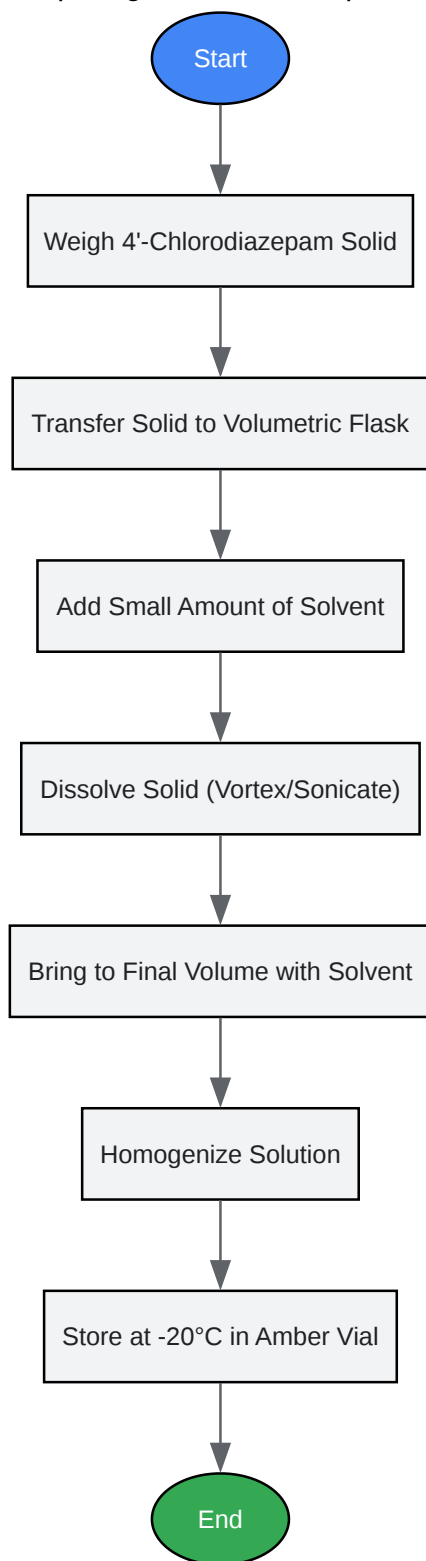 Start
Weigh 4'-Chlorodiazepam Solid
Transfer Solid to Volumetric Flask
Add Small Amount of Solvent
Dissolve Solid (Vortex/Sonicate)
Bring to Final Volume with Solvent
Homogenize Solution
Store at -20°C in Amber Vial
End